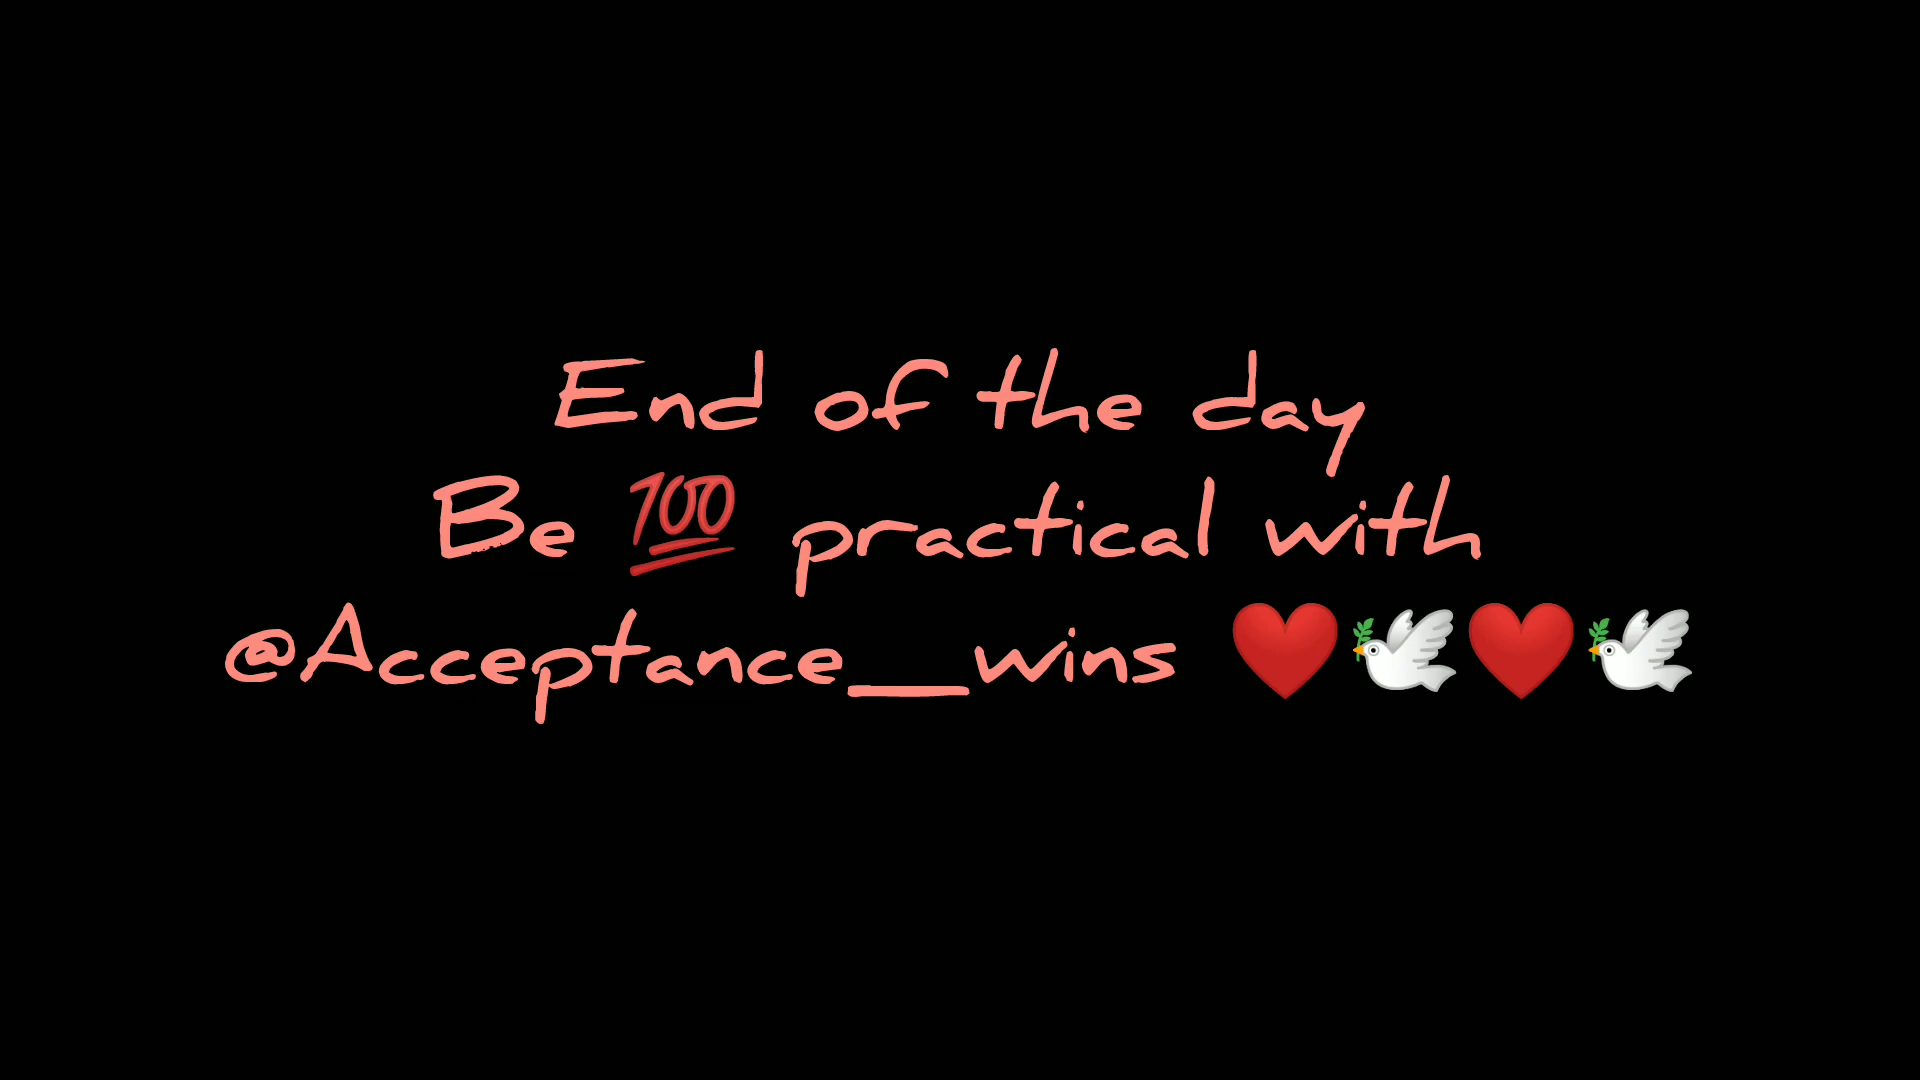 End of the day
Be 💯 practical with
@Acceptance__wins ❤️🕊️❤️🕊️